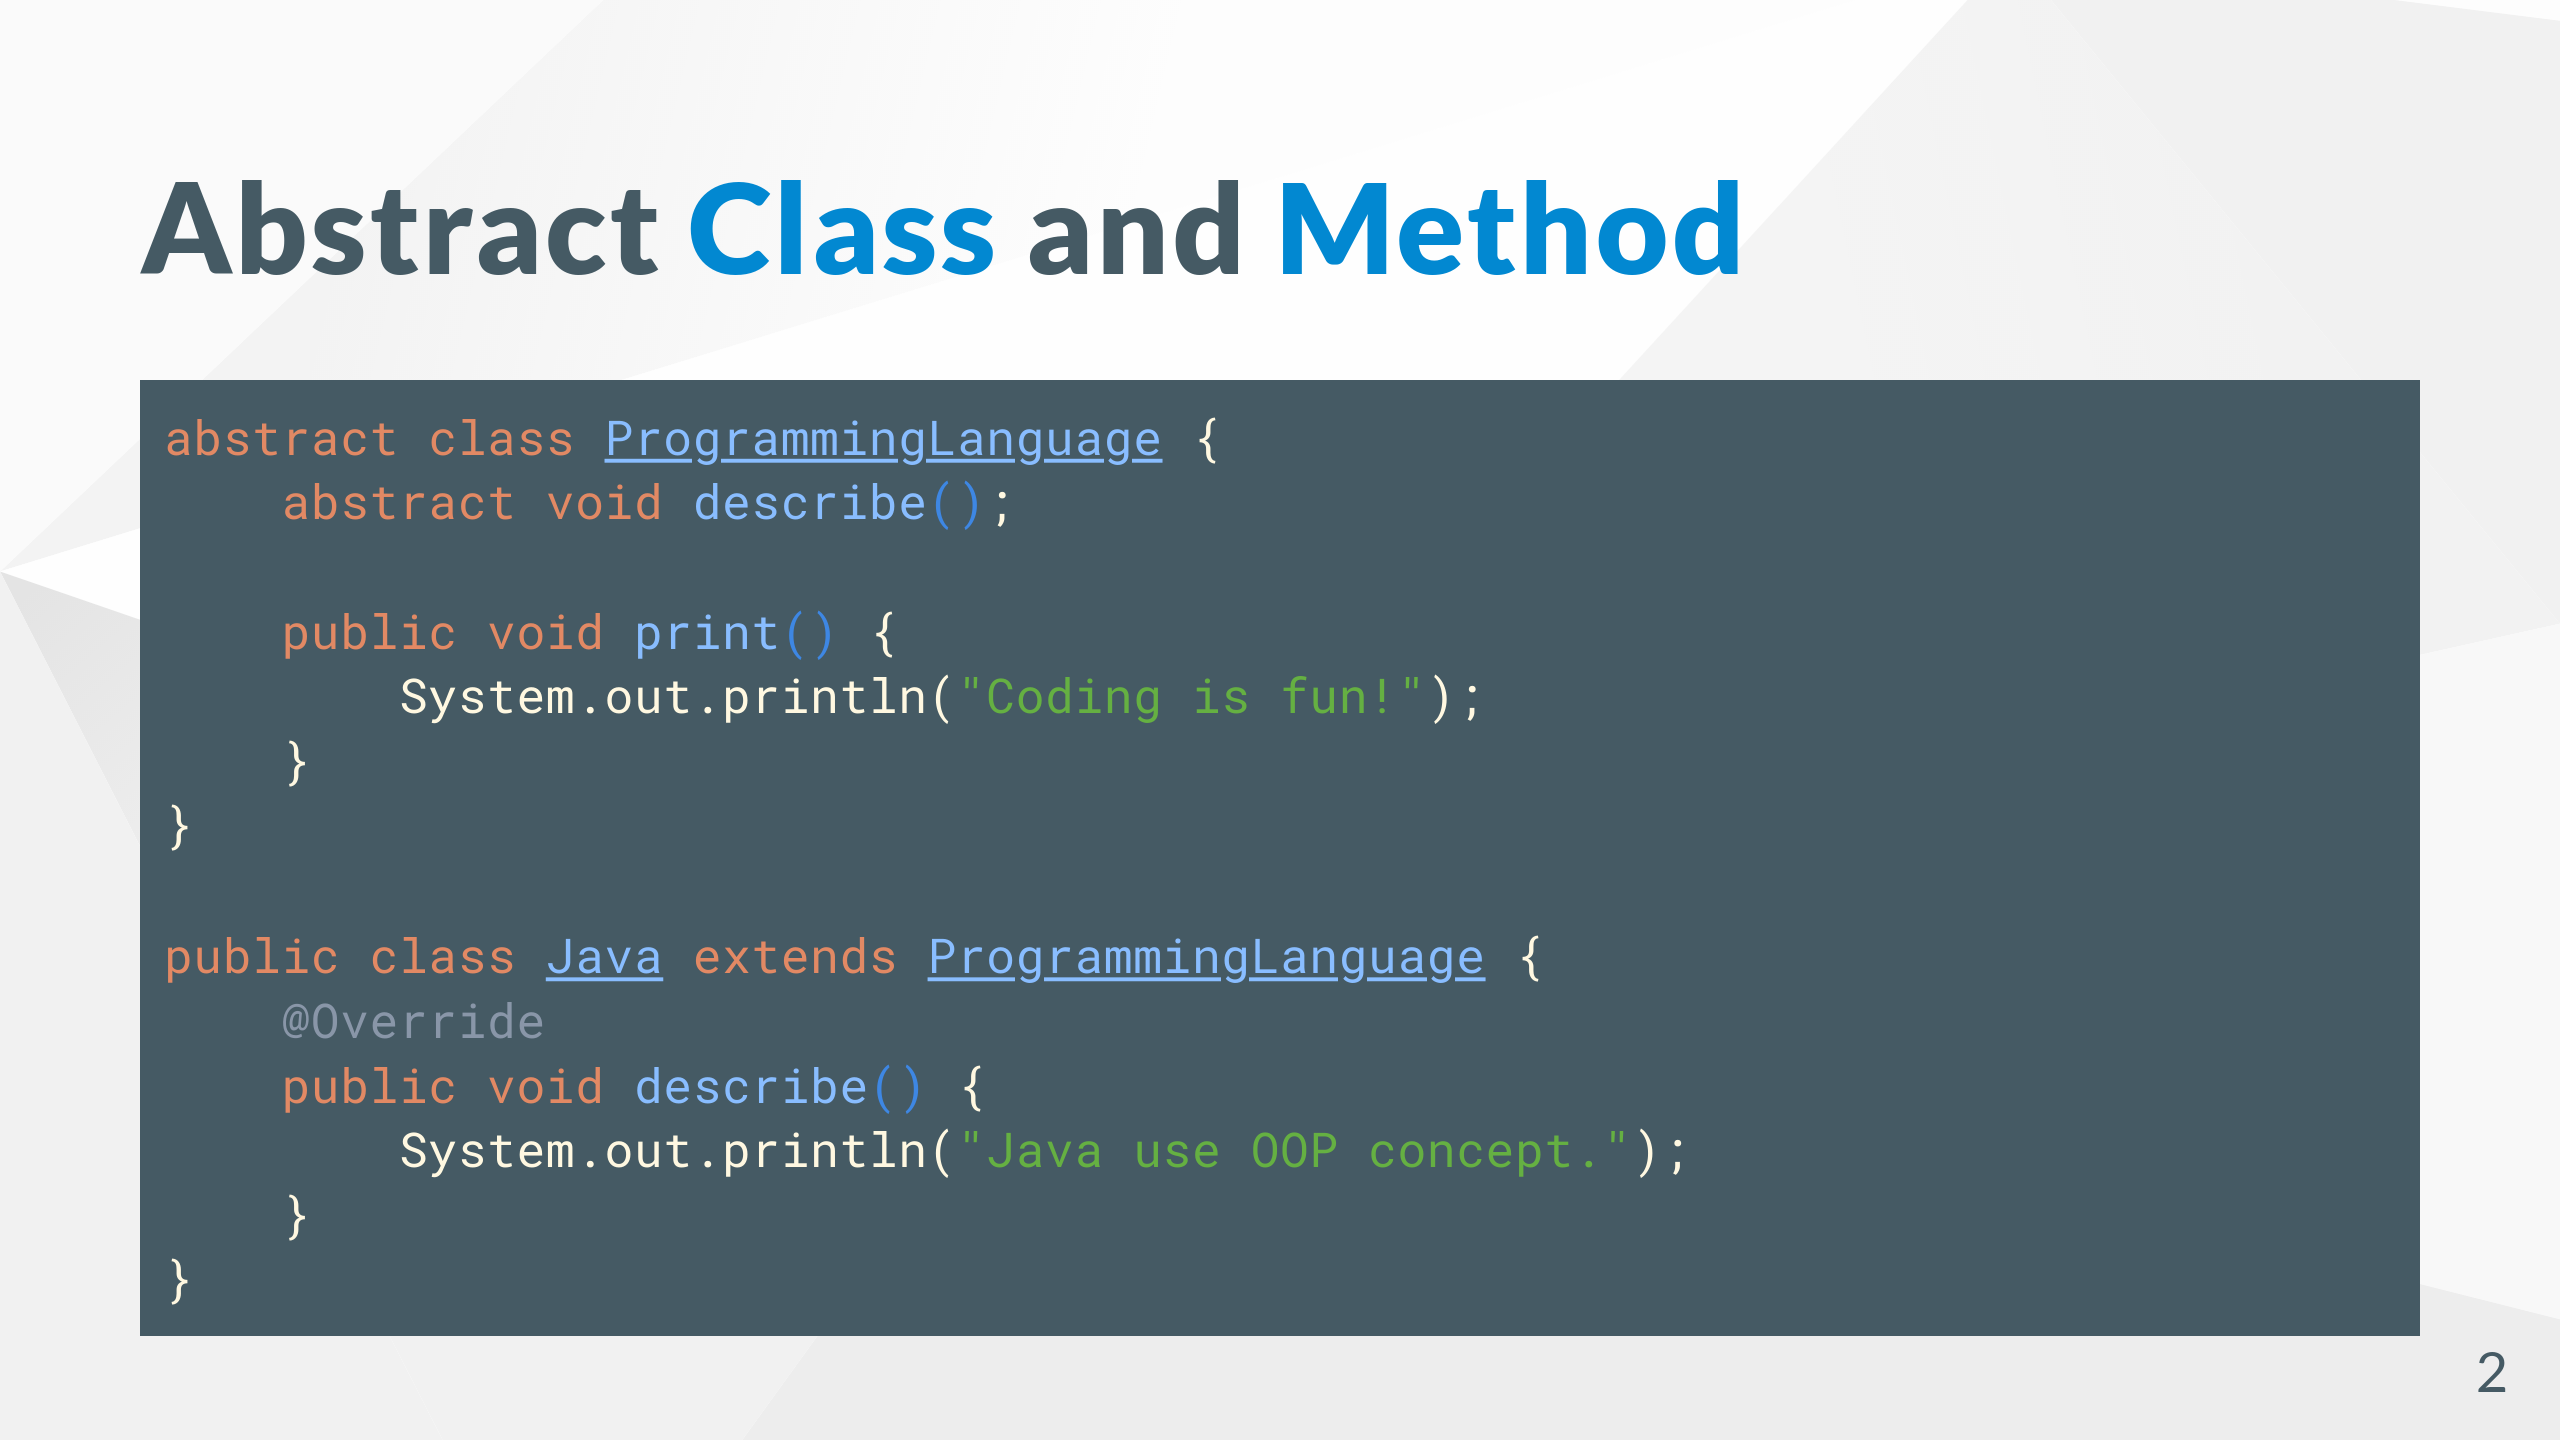 Abstract Class and Method
abstract class ProgrammingLanguage {
    abstract void describe();

    public void print() {
        System.out.println("Coding is fun!");
    }
}

public class Java extends ProgrammingLanguage {
    @Override
    public void describe() {
        System.out.println("Java use OOP concept.");
    }
}
2